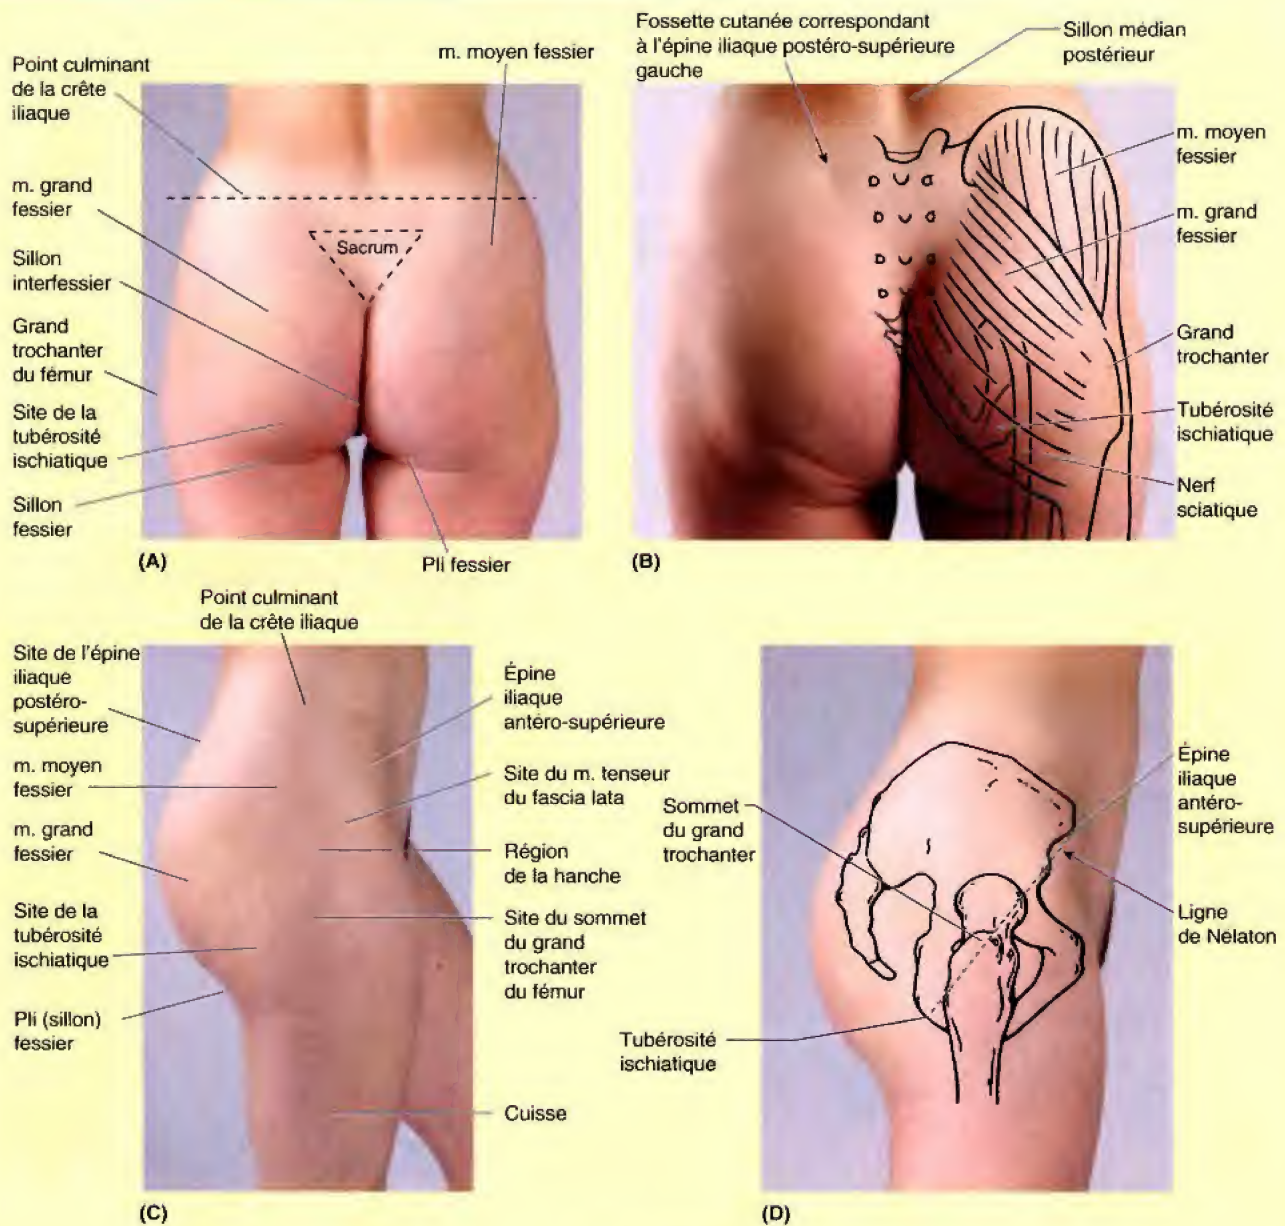 Point culminant
de la crête
iliaque
m. moyen fessier
m. grand
fessier
Sillon
interfessier
Grand
trochanter
du fémur
Site de la
tubérosité
ischiatique
Sillon
fessier
Sacrum
Pli fessier
(A)
Fossette cutanée correspondant
à l'épine iliaque postéro-supérieure
gauche
Sillon médian
postérieur
m. moyen
fessier
m. grand
fessier
Grand
trochanter
Tubérosité
ischiatique
Nerf
sciatique
(B)
Point culminant
de la crête iliaque
Site de l'épine
iliaque
postéro-
supérieure
m. moyen
fessier
m. grand
fessier
Site de la
tubérosité
ischiatique
Pli (sillon)
fessier
Épine
iliaque
antéro-supérieure
Site du m. tenseur
du fascia lata
Région
de la hanche
Site du sommet
du grand
trochanter
du fémur
Cuisse
(C)
Sommet
du grand
trochanter
Tubérosité
ischiatique
Épine
iliaque
antéro-
supérieure
Ligne
de Nélaton
(D)